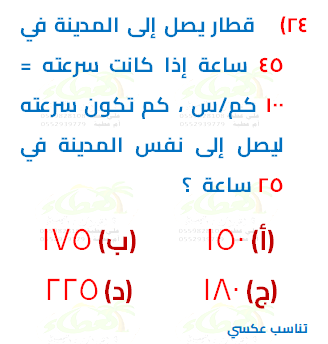 ٢٤) قطار يصل إلى المدينة في
٤٥ ساعة إذا كانت سرعته =
١٠٠ كم/س ، كم تكون سرعته
ليصل إلى نفس المدينة في
٢٥ ساعة ؟
(أ) ١٥٠ (ب) ١٧٥
(ج) ١٨٠ (د) ٢٢٥
تناسب عكسي